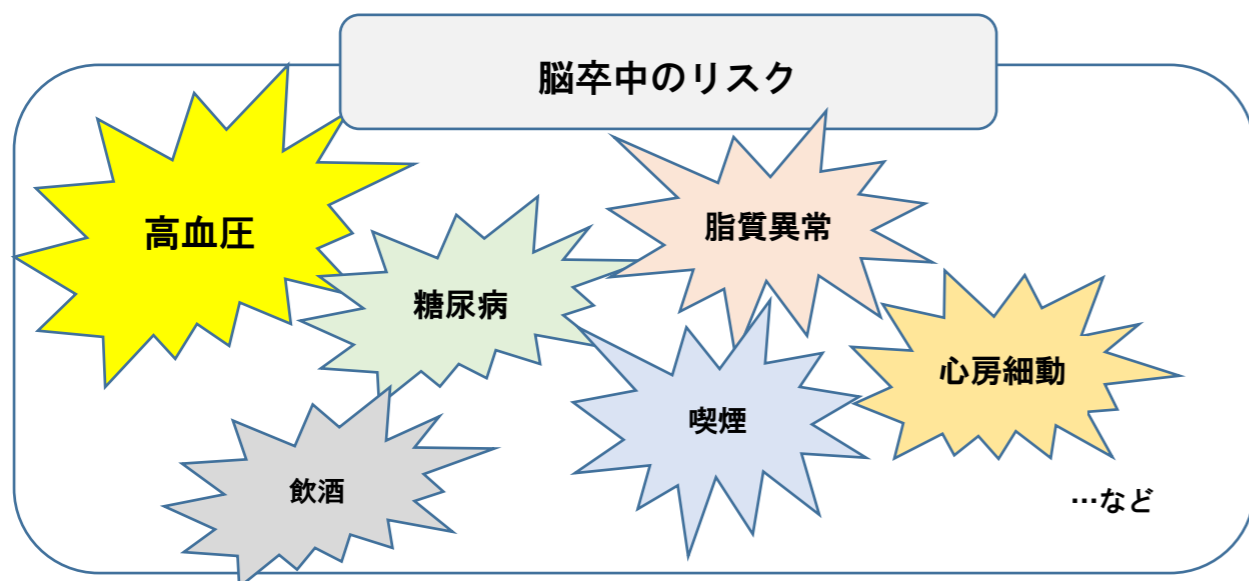 脳卒中のリスク
高血圧
脂質異常
糖尿病
心房細動
喫煙
飲酒
…など